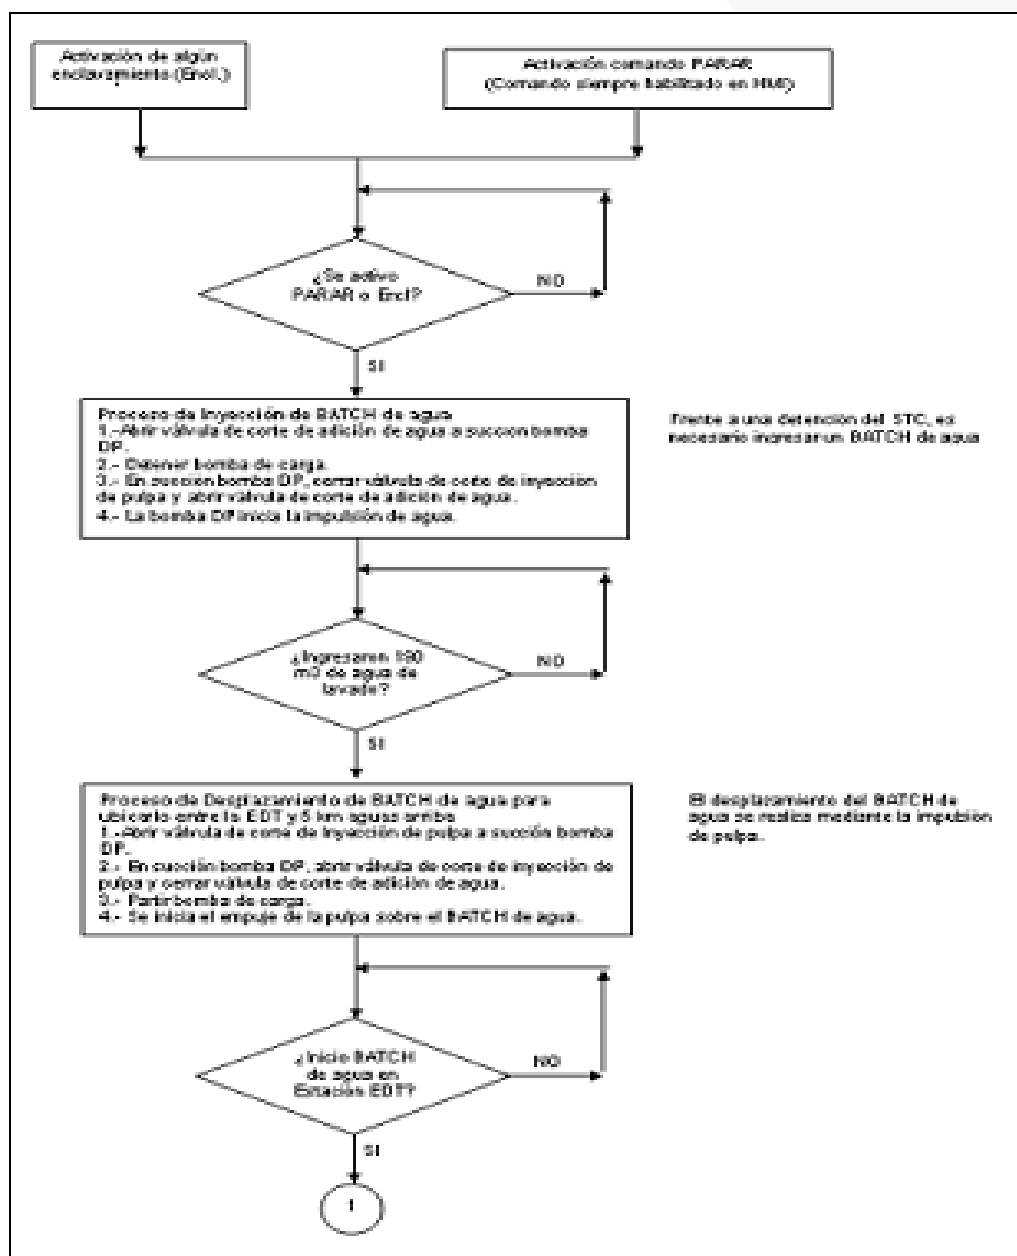 Activación de algún
enclavamiento (Encl.)
Activación comando PARAR
(Comando siempre habilitado en HMI)
¿Se activo
PARAR o Encl?
NO
SI
Proceso de Inyección de BATCH de agua
1.-Abrir válvula de corte de adición de agua a succion bomba
DP.
2.- Detener bomba de carga.
3.- En succión bomba DP, cerrar válvula de corte de inyección
de pulpa y abrir válvula de corte de adición de agua.
4.- La bomba DP inicia la impulsión de agua.
Frente a una detención del STC, es
necesario ingresar un BATCH de agua
¿Ingresaron
m3 de agua de
lavado?
NO
SI
Proceso de Desplazamiento de BATCH de agua para
ubicarlo entre la EDT y 5 km aguas arriba
1.-Abrir válvula de corte de Inyección de pulpa a succión bomba
DP.
2.- En succión bomba DP, abrir válvula de corte de inyección de
pulpa y cerrar válvula de corte de adición de agua.
3.- Partir bomba de carga.
4.- Se inicia el empuje de la pulpa sobre el BATCH de agua.
El desplazamiento del BATCH de
agua se realiza mediante la impulsión
de pulpa.
¿Inicio BATCH
de agua en
Estación EDT?
NO
SI
1